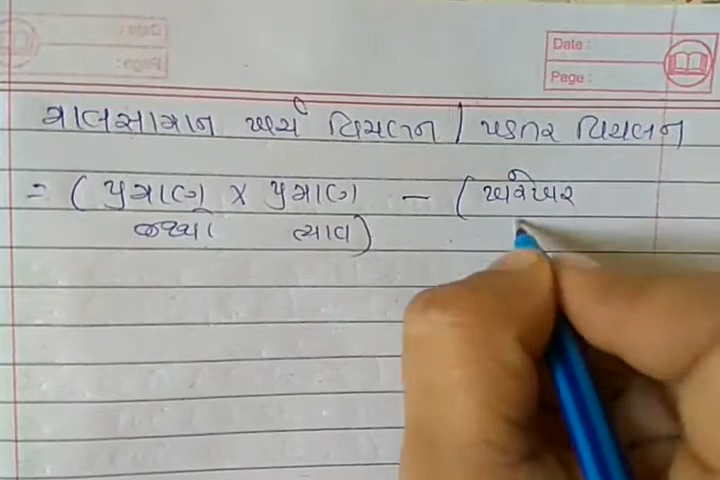 Date :
Page :
માલસામાન ખર્ચ વિચલન / પડતર વિચલન
= ( પ્રમાણ x પ્રમાણ - ( ખરેખર
જથ્થો ભાવ )